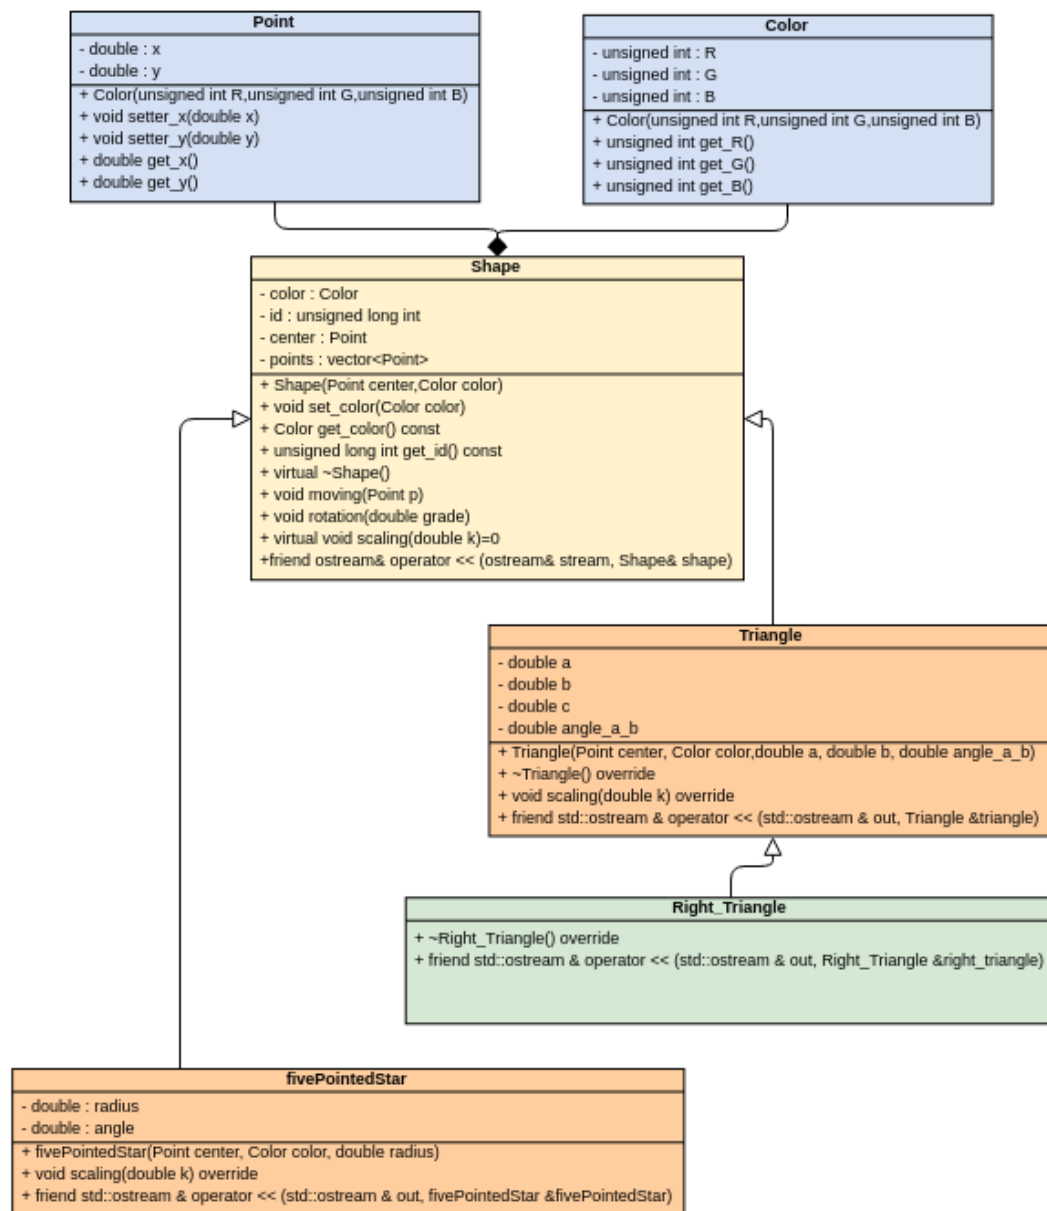 Point
- double : x
- double : y
+ Color(unsigned int R,unsigned int G,unsigned int B)
+ void setter_x(double x)
+ void setter_y(double y)
+ double get_x()
+ double get_y()
Color
- unsigned int : R
- unsigned int : G
- unsigned int : B
+ Color(unsigned int R,unsigned int G,unsigned int B)
+ unsigned int get_R()
+ unsigned int get_G()
+ unsigned int get_B()
Shape
- color : Color
- id : unsigned long int
- center : Point
- points : vector<Point>
+ Shape(Point center,Color color)
+ void set_color(Color color)
+ Color get_color() const
+ unsigned long int get_id() const
+ virtual ~Shape()
+ void moving(Point p)
+ void rotation(double grade)
+ virtual void scaling(double k)=0
+friend ostream& operator << (ostream& stream, Shape& shape)
Triangle
- double a
- double b
- double c
- double angle_a_b
+ Triangle(Point center, Color color,double a, double b, double angle_a_b)
+ ~Triangle() override
+ void scaling(double k) override
+ friend std::ostream & operator << (std::ostream & out, Triangle &triangle)
Right_Triangle
+ ~Right_Triangle() override
+ friend std::ostream & operator << (std::ostream & out, Right_Triangle &right_triangle)
fivePointedStar
- double : radius
- double : angle
+ fivePointedStar(Point center, Color color, double radius)
+ void scaling(double k) override
+ friend std::ostream & operator << (std::ostream & out, fivePointedStar &fivePointedStar)